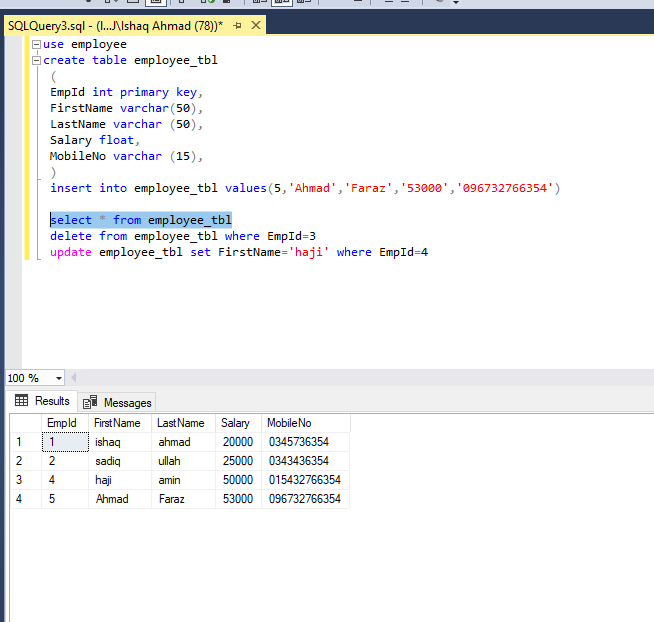 SQLQuery3.sql - (l...J\Ishaq Ahmad (78))*
use employee
create table employee_tbl
(
EmpId int primary key,
FirstName varchar(50),
LastName varchar (50),
Salary float,
MobileNo varchar (15),
)
insert into employee_tbl values(5,'Ahmad','Faraz','53000','096732766354')
select * from employee_tbl
delete from employee_tbl where EmpId=3
update employee_tbl set FirstName='haji' where EmpId=4
100 %
Results Messages
EmpId FirstName LastName Salary MobileNo
1 1 ishaq ahmad 20000 0345736354
2 2 sadiq ullah 25000 0343436354
3 4 haji amin 50000 015432766354
4 5 Ahmad Faraz 53000 096732766354